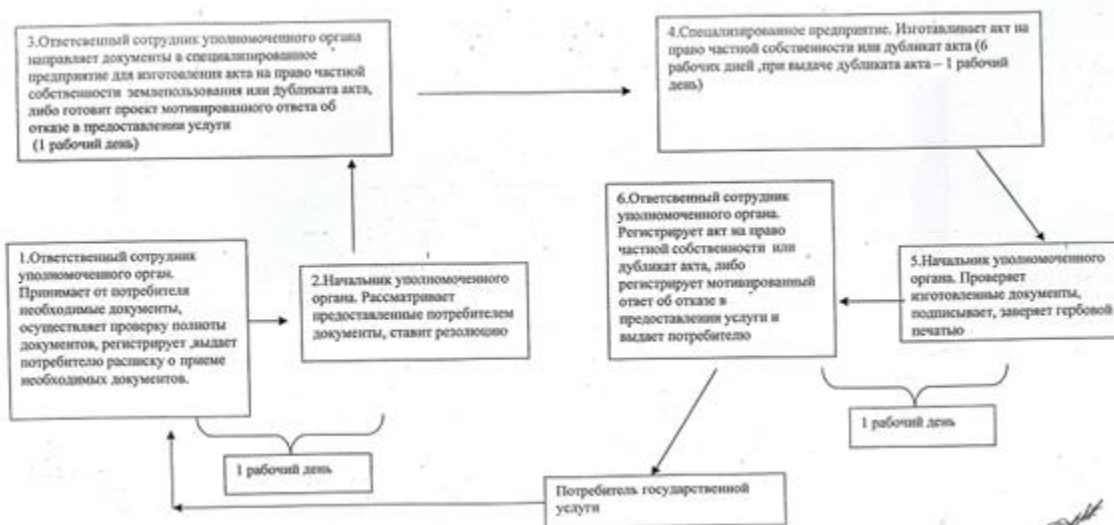 3.Ответсвенный сотрудник уполномоченного органа
направляет документы в специализированное
предприятие для изготовления акта на право частной
собственности землепользования или дубликата акта,
либо готовит проект мотивированного ответа об
отказе в предоставлении услуги
(1 рабочий день)
4.Спецализированное предприятие. Изготавливает акт на
право частной собственности или дубликат акта (6
рабочих дней ,при выдаче дубликата акта – 1 рабочий
день)
1.Ответственный сотрудник
уполномоченного орган.
Принимает от потребителя
необходимые документы,
осуществляет проверку полноты
документов, регистрирует ,выдает
потребителю расписку о приеме
необходимых документов.
2.Начальник уполномоченного
органа. Рассматривает
предоставленные потребителем
документы, ставит резолюцию
6.Ответсвенный сотрудник
уполномоченного органа.
Регистрирует акт на право
частной собственности или
дубликат акта, либо
регистрирует мотивированный
ответ об отказе в
предоставлении услуги и
выдает потребителю
5.Начальник уполномоченного
органа. Проверяет
изготовленные документы,
подписывает, заверяет гербовой
печатью
1 рабочий день
1 рабочий день
Потребитель государственной
услуги